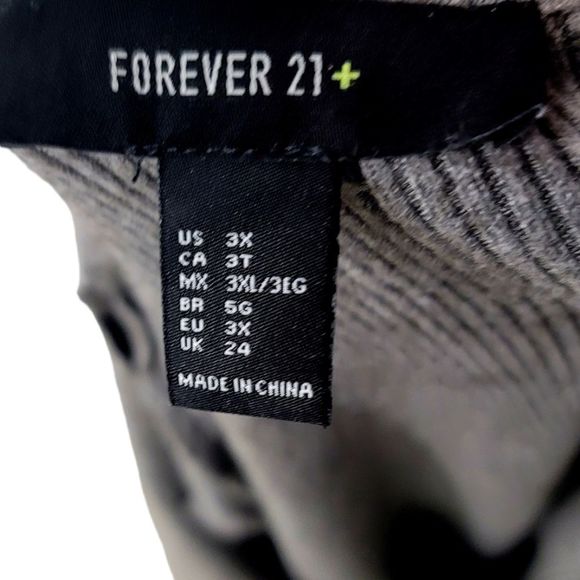 FOREVER 21+
US 3X
CA 3T
MX 3XL/3EG
BR 5G
EU 3X
UK 24
MADE IN CHINA